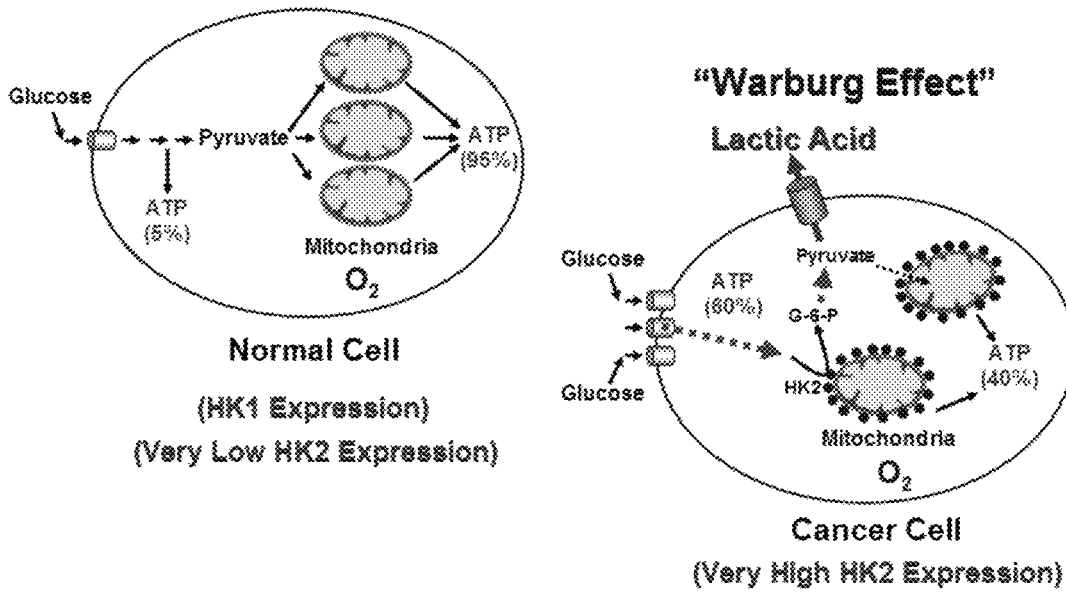 Glucose
Pyruvate
ATP
(95%)
ATP
(5%)
Mitochondria
O2
Normal Cell
(HK1 Expression)
(Very Low HK2 Expression)
"Warburg Effect"
Lactic Acid
Glucose
ATP
(60%)
Pyruvate
G-6-P
HK2
Glucose
ATP
(40%)
Mitochondria
O2
Cancer Cell
(Very High HK2 Expression)